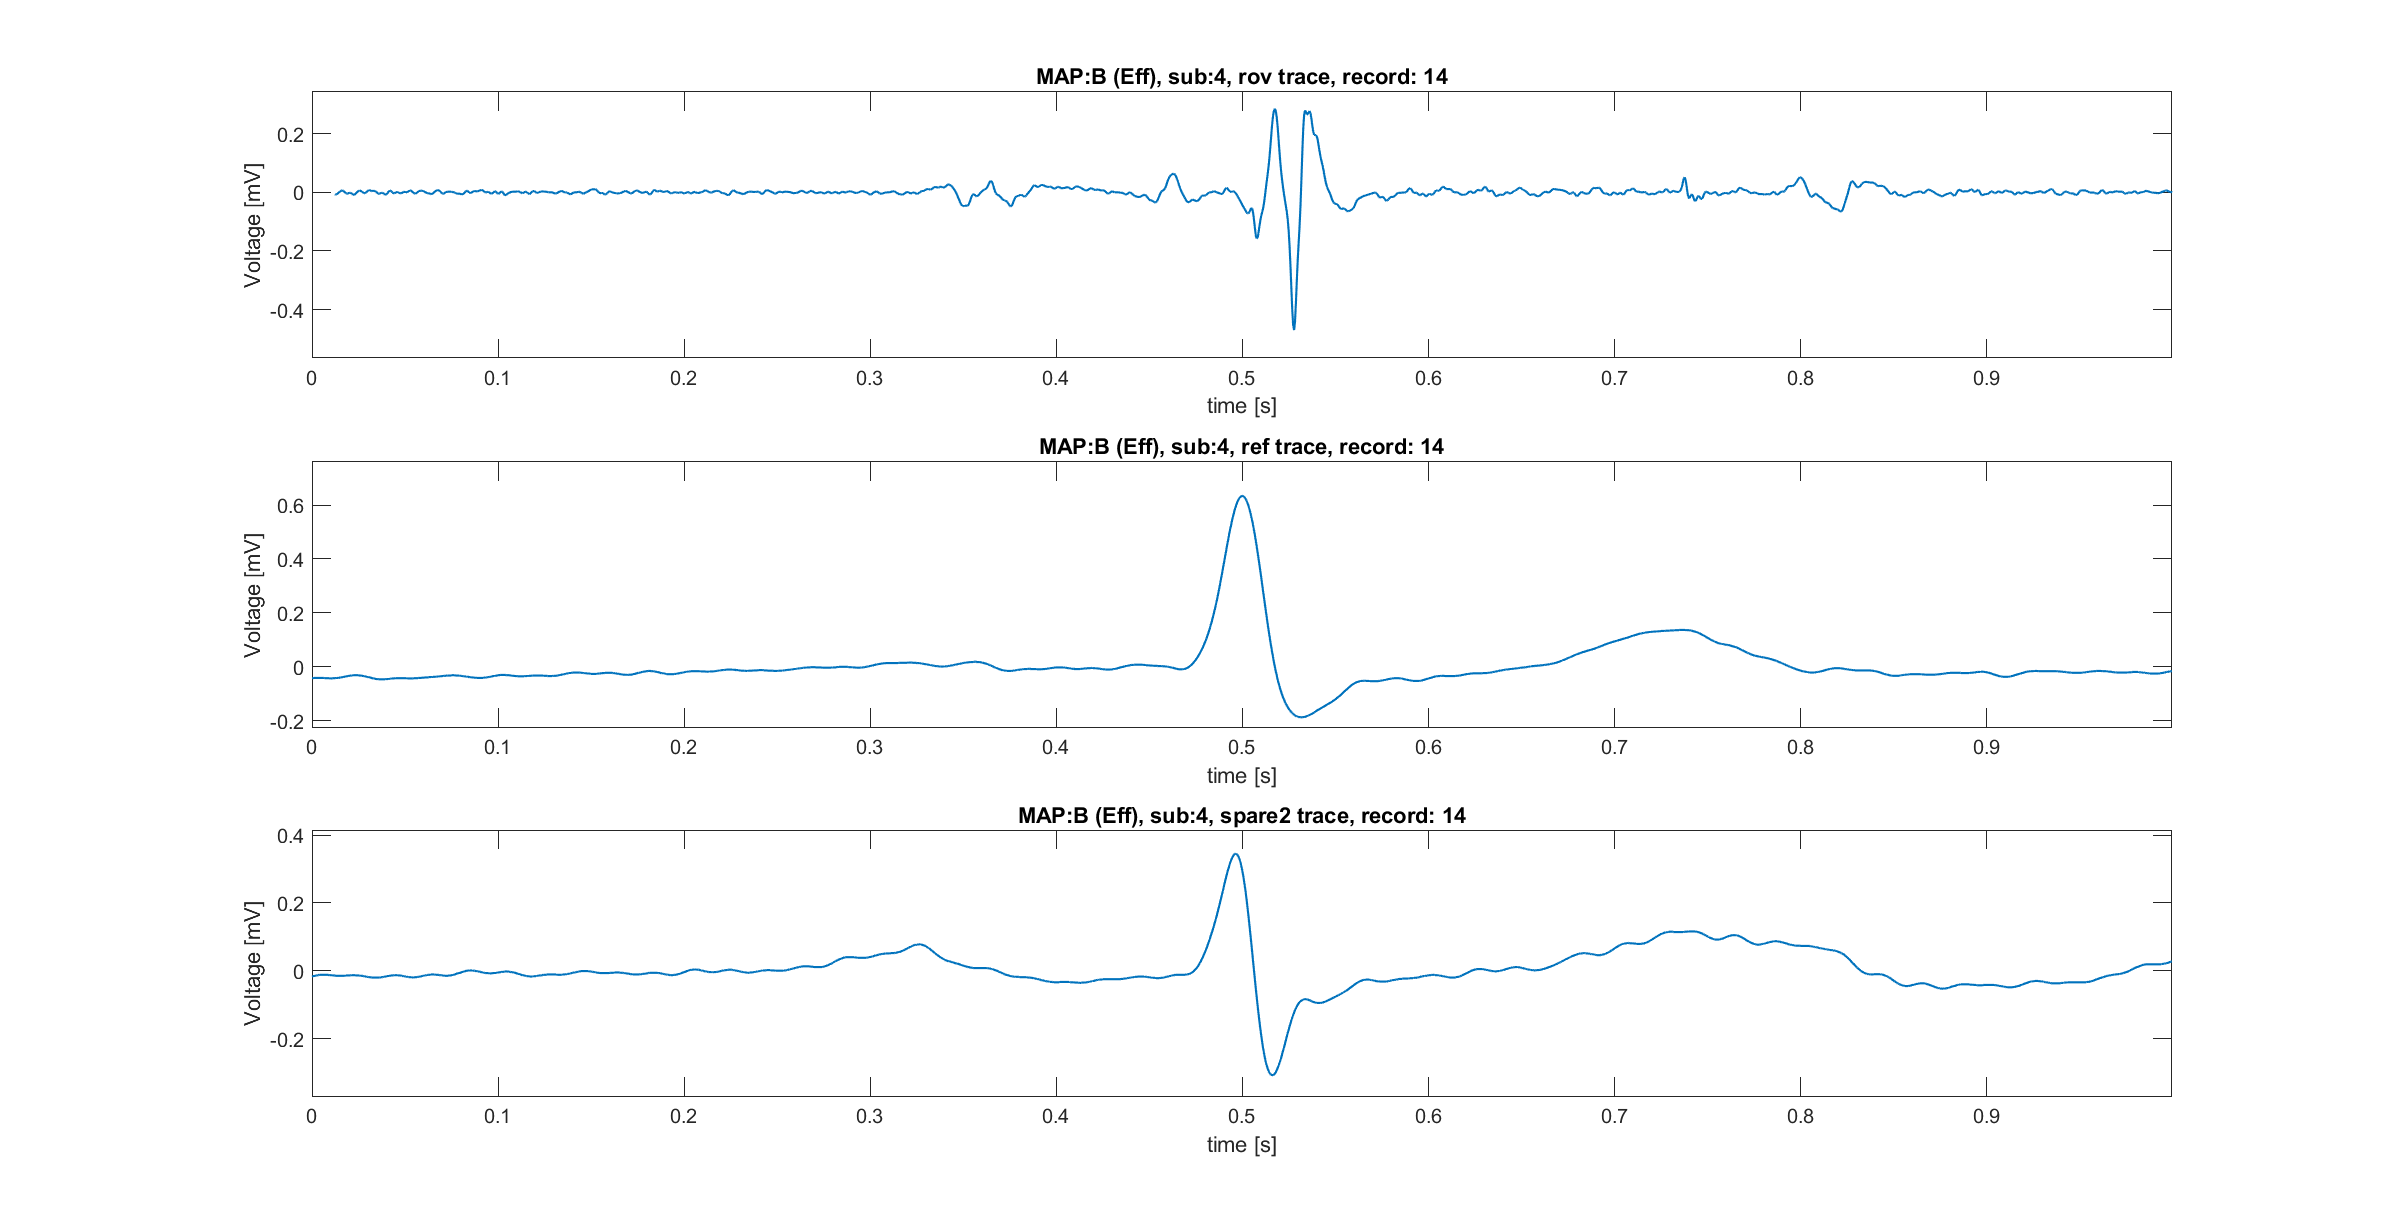 MAP:B (Eff), sub:4, rov trace, record: 14
Voltage [mV]
0.2
0
-0.2
-0.4
0 0.1 0.2 0.3 0.4 0.5 0.6 0.7 0.8 0.9
time [s]
MAP:B (Eff), sub:4, ref trace, record: 14
Voltage [mV]
0.6
0.4
0.2
0
-0.2
0 0.1 0.2 0.3 0.4 0.5 0.6 0.7 0.8 0.9
time [s]
MAP:B (Eff), sub:4, spare2 trace, record: 14
Voltage [mV]
0.4
0.2
0
-0.2
0 0.1 0.2 0.3 0.4 0.5 0.6 0.7 0.8 0.9
time [s]